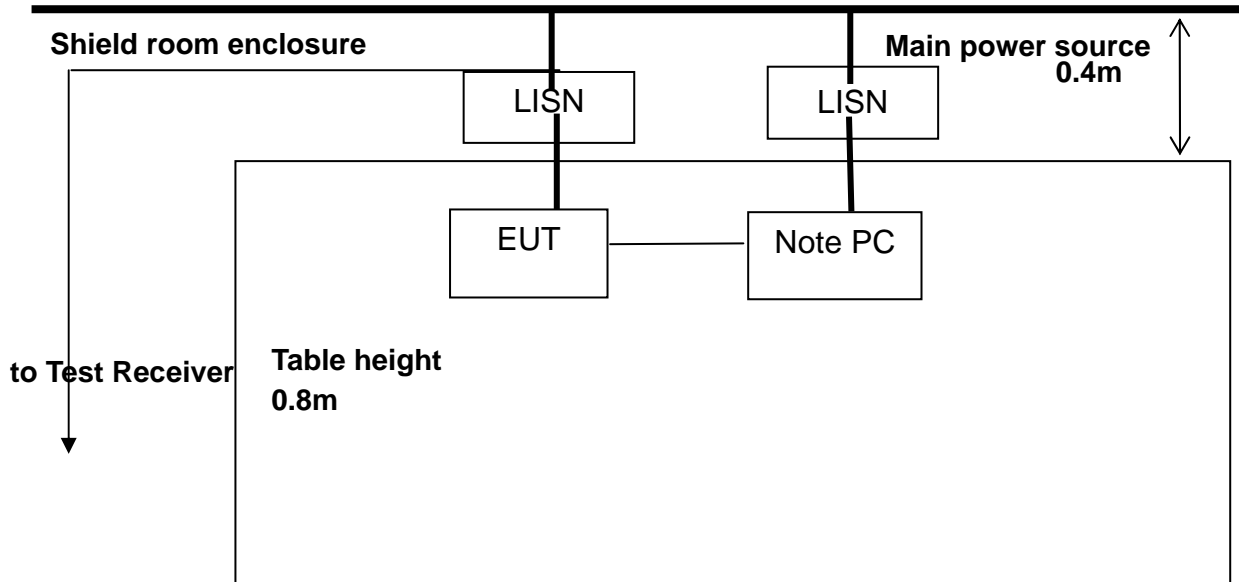 Shield room enclosure
Main power source
0.4m
LISN
LISN
EUT
Note PC
to Test Receiver
Table height
0.8m